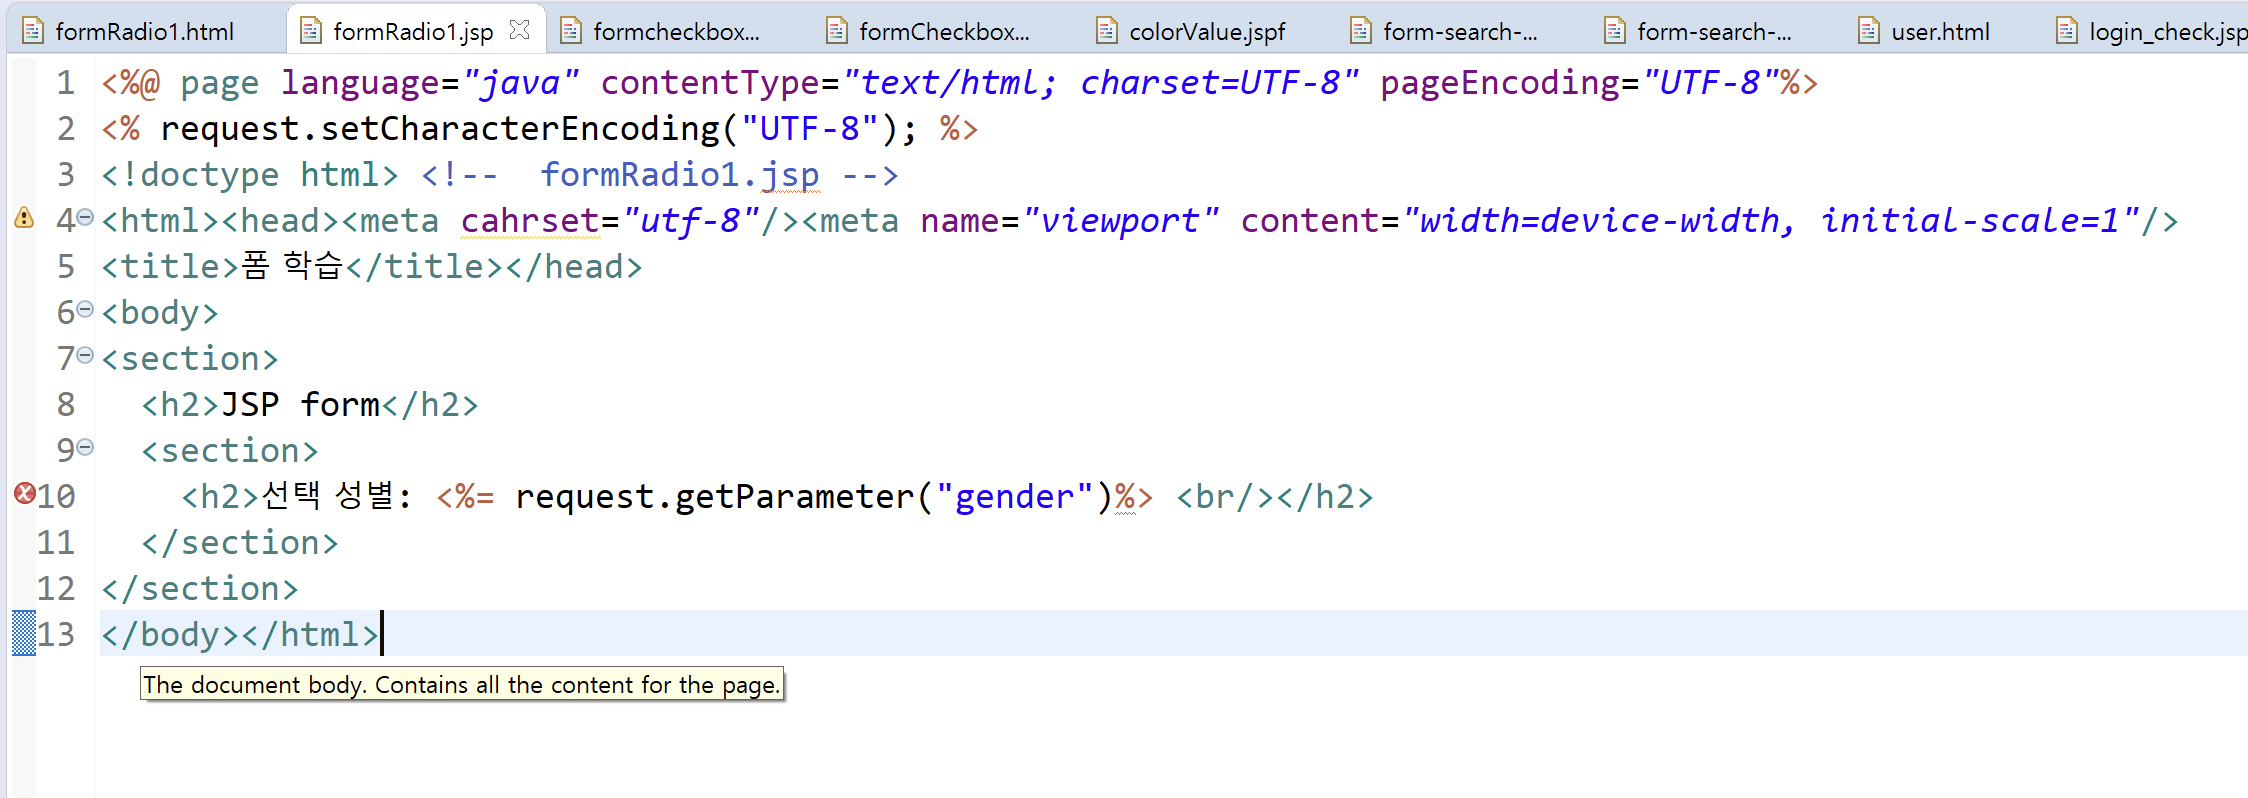 formRadio1.html formRadio1.jsp formcheckbox... formCheckbox... colorValue.jspf form-search-... form-search-... user.html login_check.jsp
1 <%@ page language="java" contentType="text/html; charset=UTF-8" pageEncoding="UTF-8"%>
2 <% request.setCharacterEncoding("UTF-8"); %>
3 <!doctype html> <!--  formRadio1.jsp -->
4 <html><head><meta cahrset="utf-8"/><meta name="viewport" content="width=device-width, initial-scale=1"/>
5 <title>폼 학습</title></head>
6 <body>
7 <section>
8   <h2>JSP form</h2>
9   <section>
10     <h2>선택 성별: <%= request.getParameter("gender")%> <br/></h2>
11   </section>
12 </section>
13 </body></html>
The document body. Contains all the content for the page.